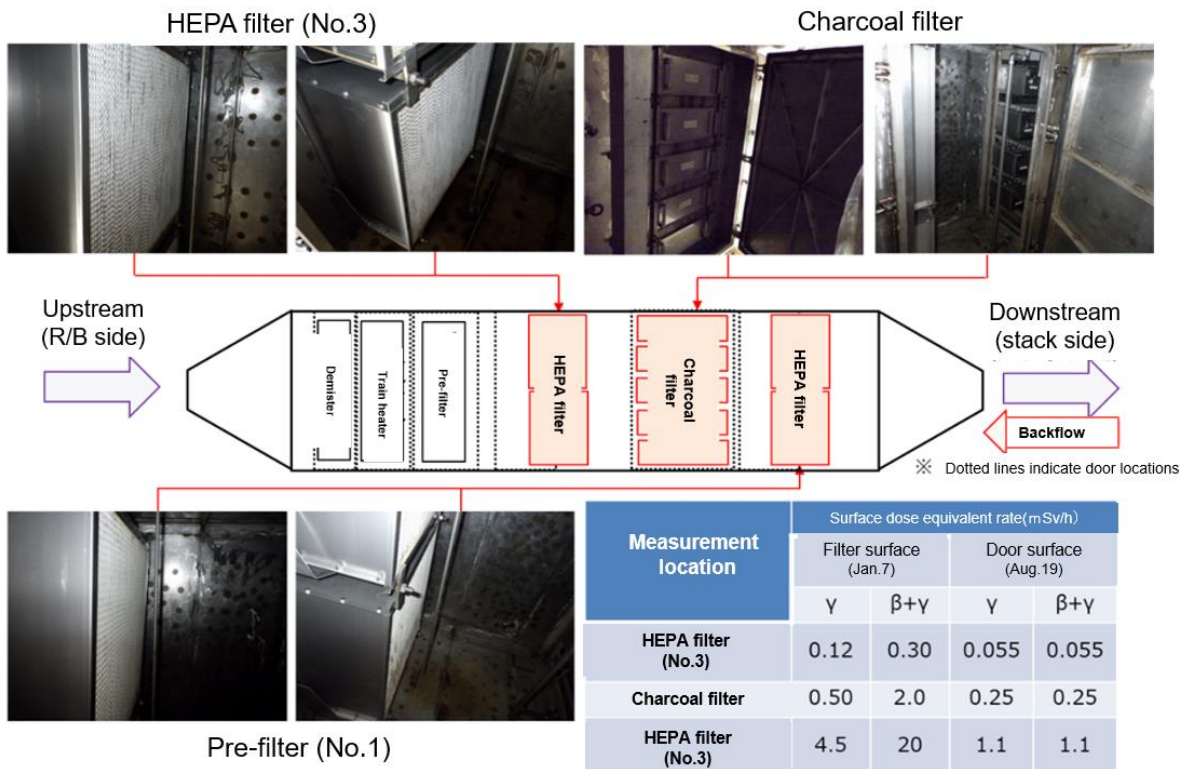 HEPA filter (No.3)
Charcoal filter
Upstream
(R/B side)
Demister
Train heater
Pre-filter
HEPA filter
Charcoal
filter
HEPA filter
Downstream
(stack side)
Backflow
※ Dotted lines indicate door locations
Pre-filter (No.1)
Measurement
location
Surface dose equivalent rate(mSv/h)
Filter surface
(Jan.7)
Door surface
(Aug.19)
γ
β+γ
γ
β+γ
HEPA filter
(No.3)
0.12
0.30
0.055
0.055
Charcoal filter
0.50
2.0
0.25
0.25
HEPA filter
(No.3)
4.5
20
1.1
1.1